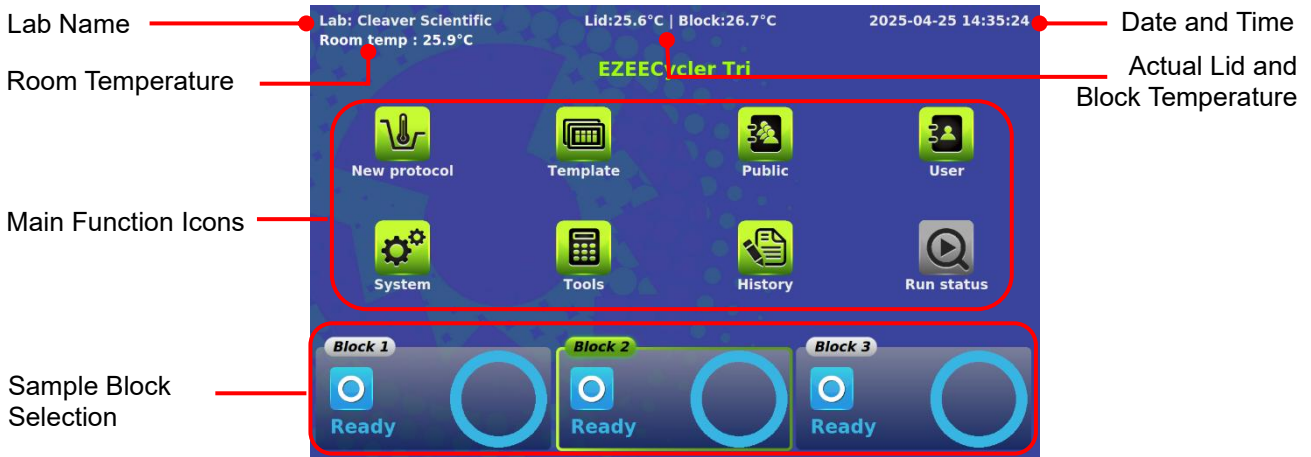 Lab Name
Lab: Cleaver Scientific
Lid:25.6°C | Block:26.7°C
2025-04-25 14:35:24
Date and Time
Room temp : 25.9°C
Room Temperature
EZEECycler Tri
Actual Lid and
Block Temperature
New protocol
Template
Public
User
Main Function Icons
System
Tools
History
Run status
Block 1
Block 2
Block 3
Sample Block
Selection
Ready
Ready
Ready